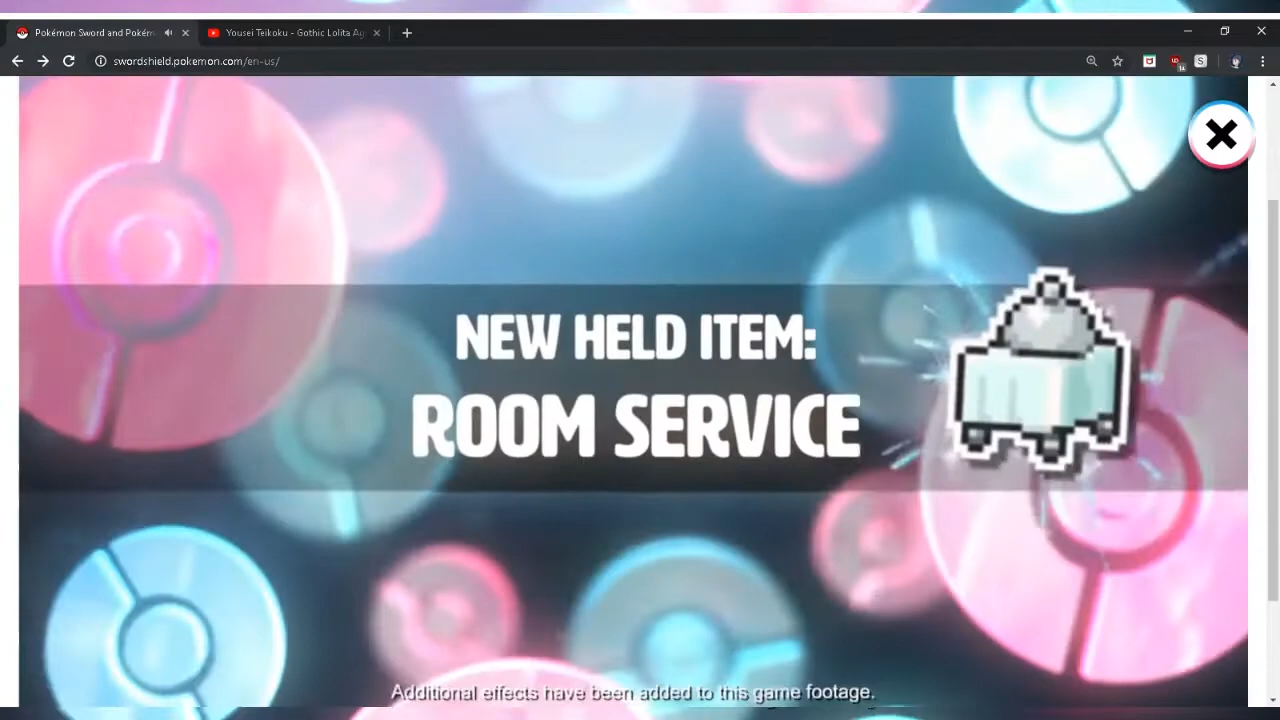 Pokémon Sword and Pokém
Yousei Teikoku - Gothic Lolita Ag
swordshield.pokemon.com/en-us/
NEW HELD ITEM:
ROOM SERVICE
Additional effects have been added to this game footage.